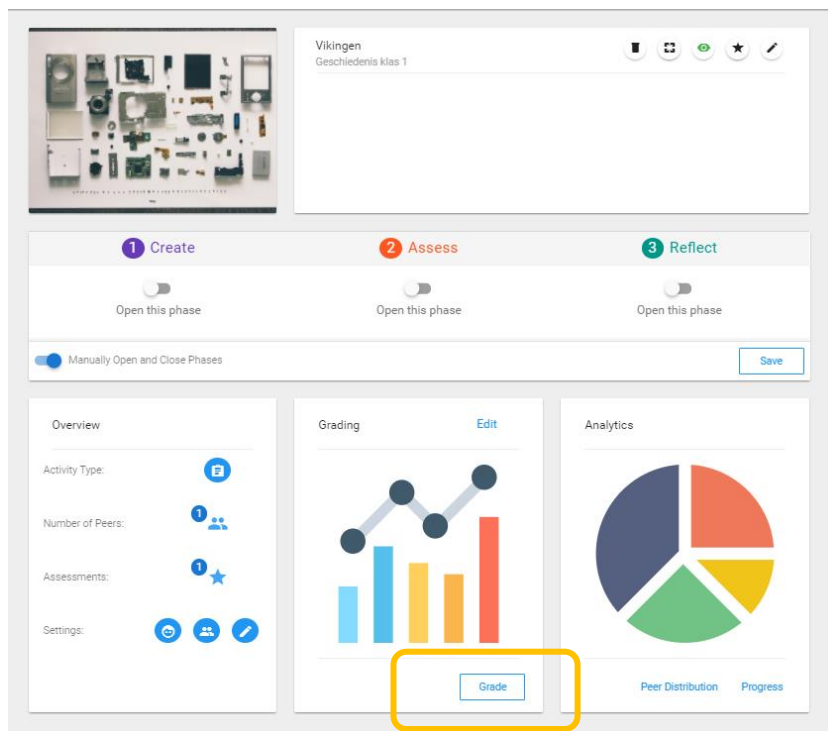 Vikingen
Geschiedenis klas 1
1 Create
2 Assess
3 Reflect
Open this phase
Open this phase
Open this phase
Manually Open and Close Phases
Save
Overview
Activity Type:
Number of Peers:
1
Assessments:
1
Settings:
Grading
Edit
Grade
Analytics
Peer Distribution
Progress